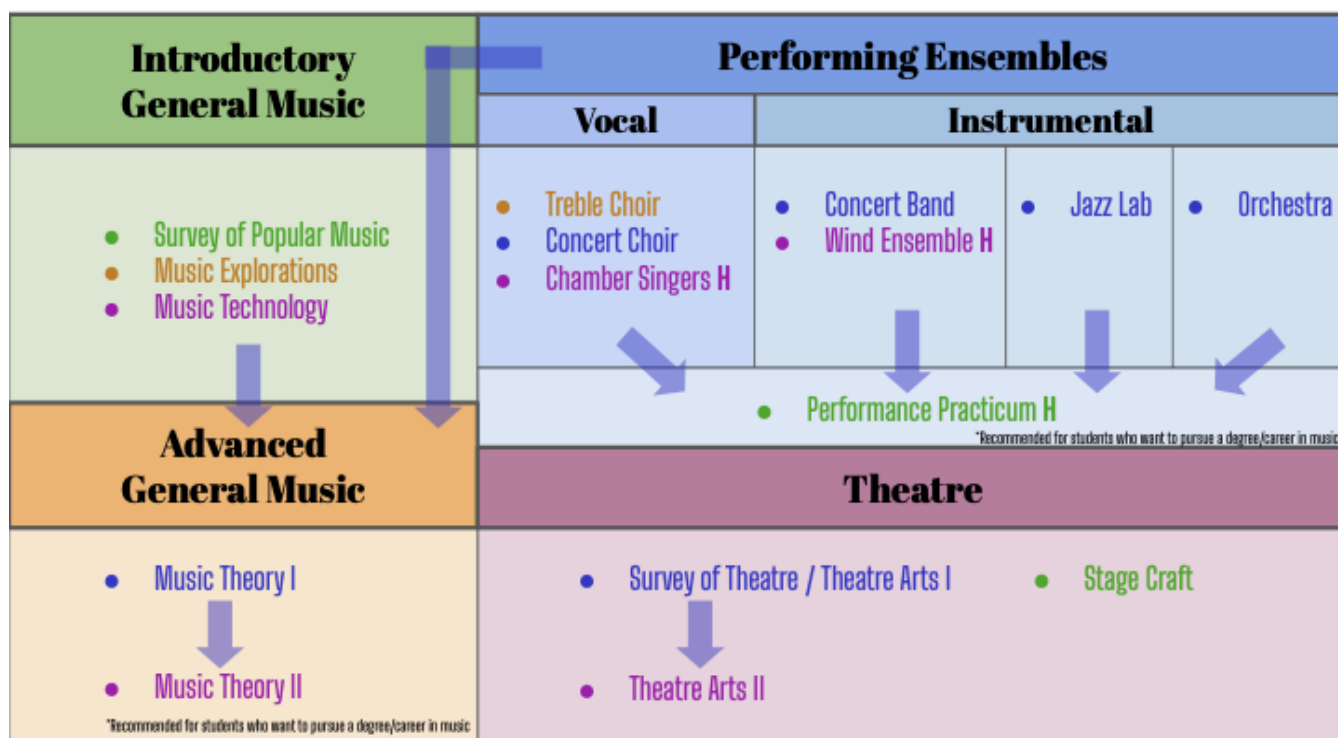 Introductory
General Music
Survey of Popular Music
Music Explorations
Music Technology
Performing Ensembles
Vocal
Instrumental
Treble Choir
Concert Choir
Chamber Singers H
Concert Band
Wind Ensemble H
Jazz Lab
Orchestra
Performance Practicum H
*Recommended for students who want to pursue a degree/career in music
Advanced
General Music
Music Theory I
Music Theory II
*Recommended for students who want to pursue a degree/career in music
Theatre
Survey of Theatre / Theatre Arts I
Theatre Arts II
Stage Craft